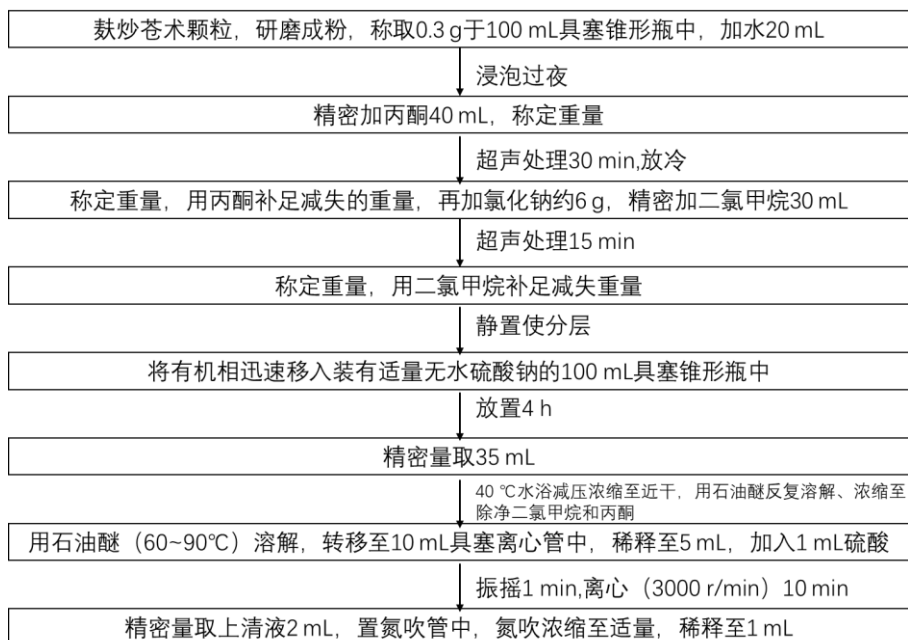 麸炒苍术颗粒，研磨成粉，称取0.3 g于100 mL具塞锥形瓶中，加水20 mL
浸泡过夜
精密加丙酮40 mL，称定重量
超声处理30 min,放冷
称定重量，用丙酮补足减失的重量，再加氯化钠约6 g，精密加二氯甲烷30 mL
超声处理15 min
称定重量，用二氯甲烷补足减失重量
静置使分层
将有机相迅速移入装有适量无水硫酸钠的100 mL具塞锥形瓶中
放置4 h
精密量取35 mL
40 ℃水浴减压浓缩至近干，用石油醚反复溶解、浓缩至
除净二氯甲烷和丙酮
用石油醚（60~90℃）溶解，转移至10 mL具塞离心管中，稀释至5 mL，加入1 mL硫酸
振摇1 min,离心（3000 r/min）10 min
精密量取上清液2 mL，置氮吹管中，氮吹浓缩至适量，稀释至1 mL